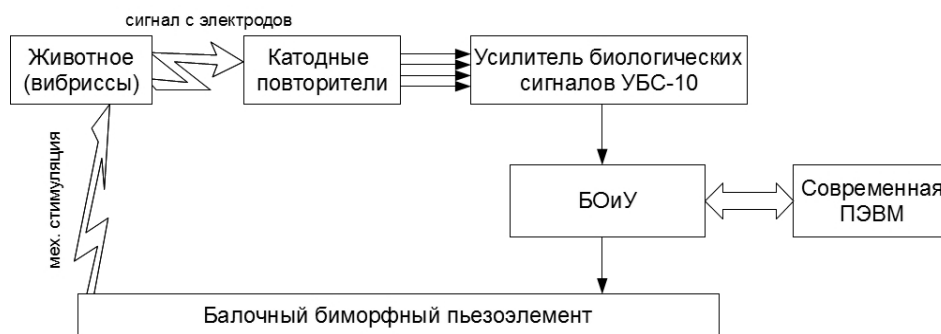 сигнал с электродов
Животное
(вибриссы)
Катодные
повторители
Усилитель биологических
сигналов УБС-10
мех. стимуляция
БОиУ
Современная
ПЭВМ
Балочный биморфный пьезоэлемент